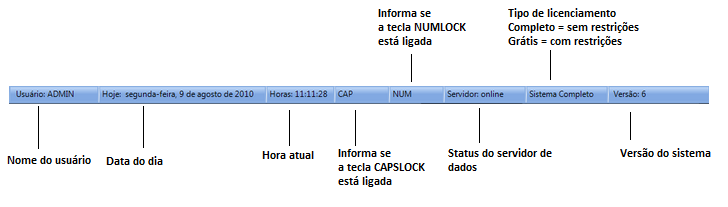 Informa se
a tecla NUMLOCK
está ligada
Tipo de licenciamento
Completo = sem restrições
Grátis = com restrições
Usuário: ADMIN Hoje: segunda-feira, 9 de agosto de 2010 Horas: 11:11:28 CAP NUM Servidor: online Sistema Completo Versão: 6
Nome do usuário
Data do dia
Hora atual
Informa se
a tecla CAPSLOCK
está ligada
Status do servidor de
dados
Versão do sistema